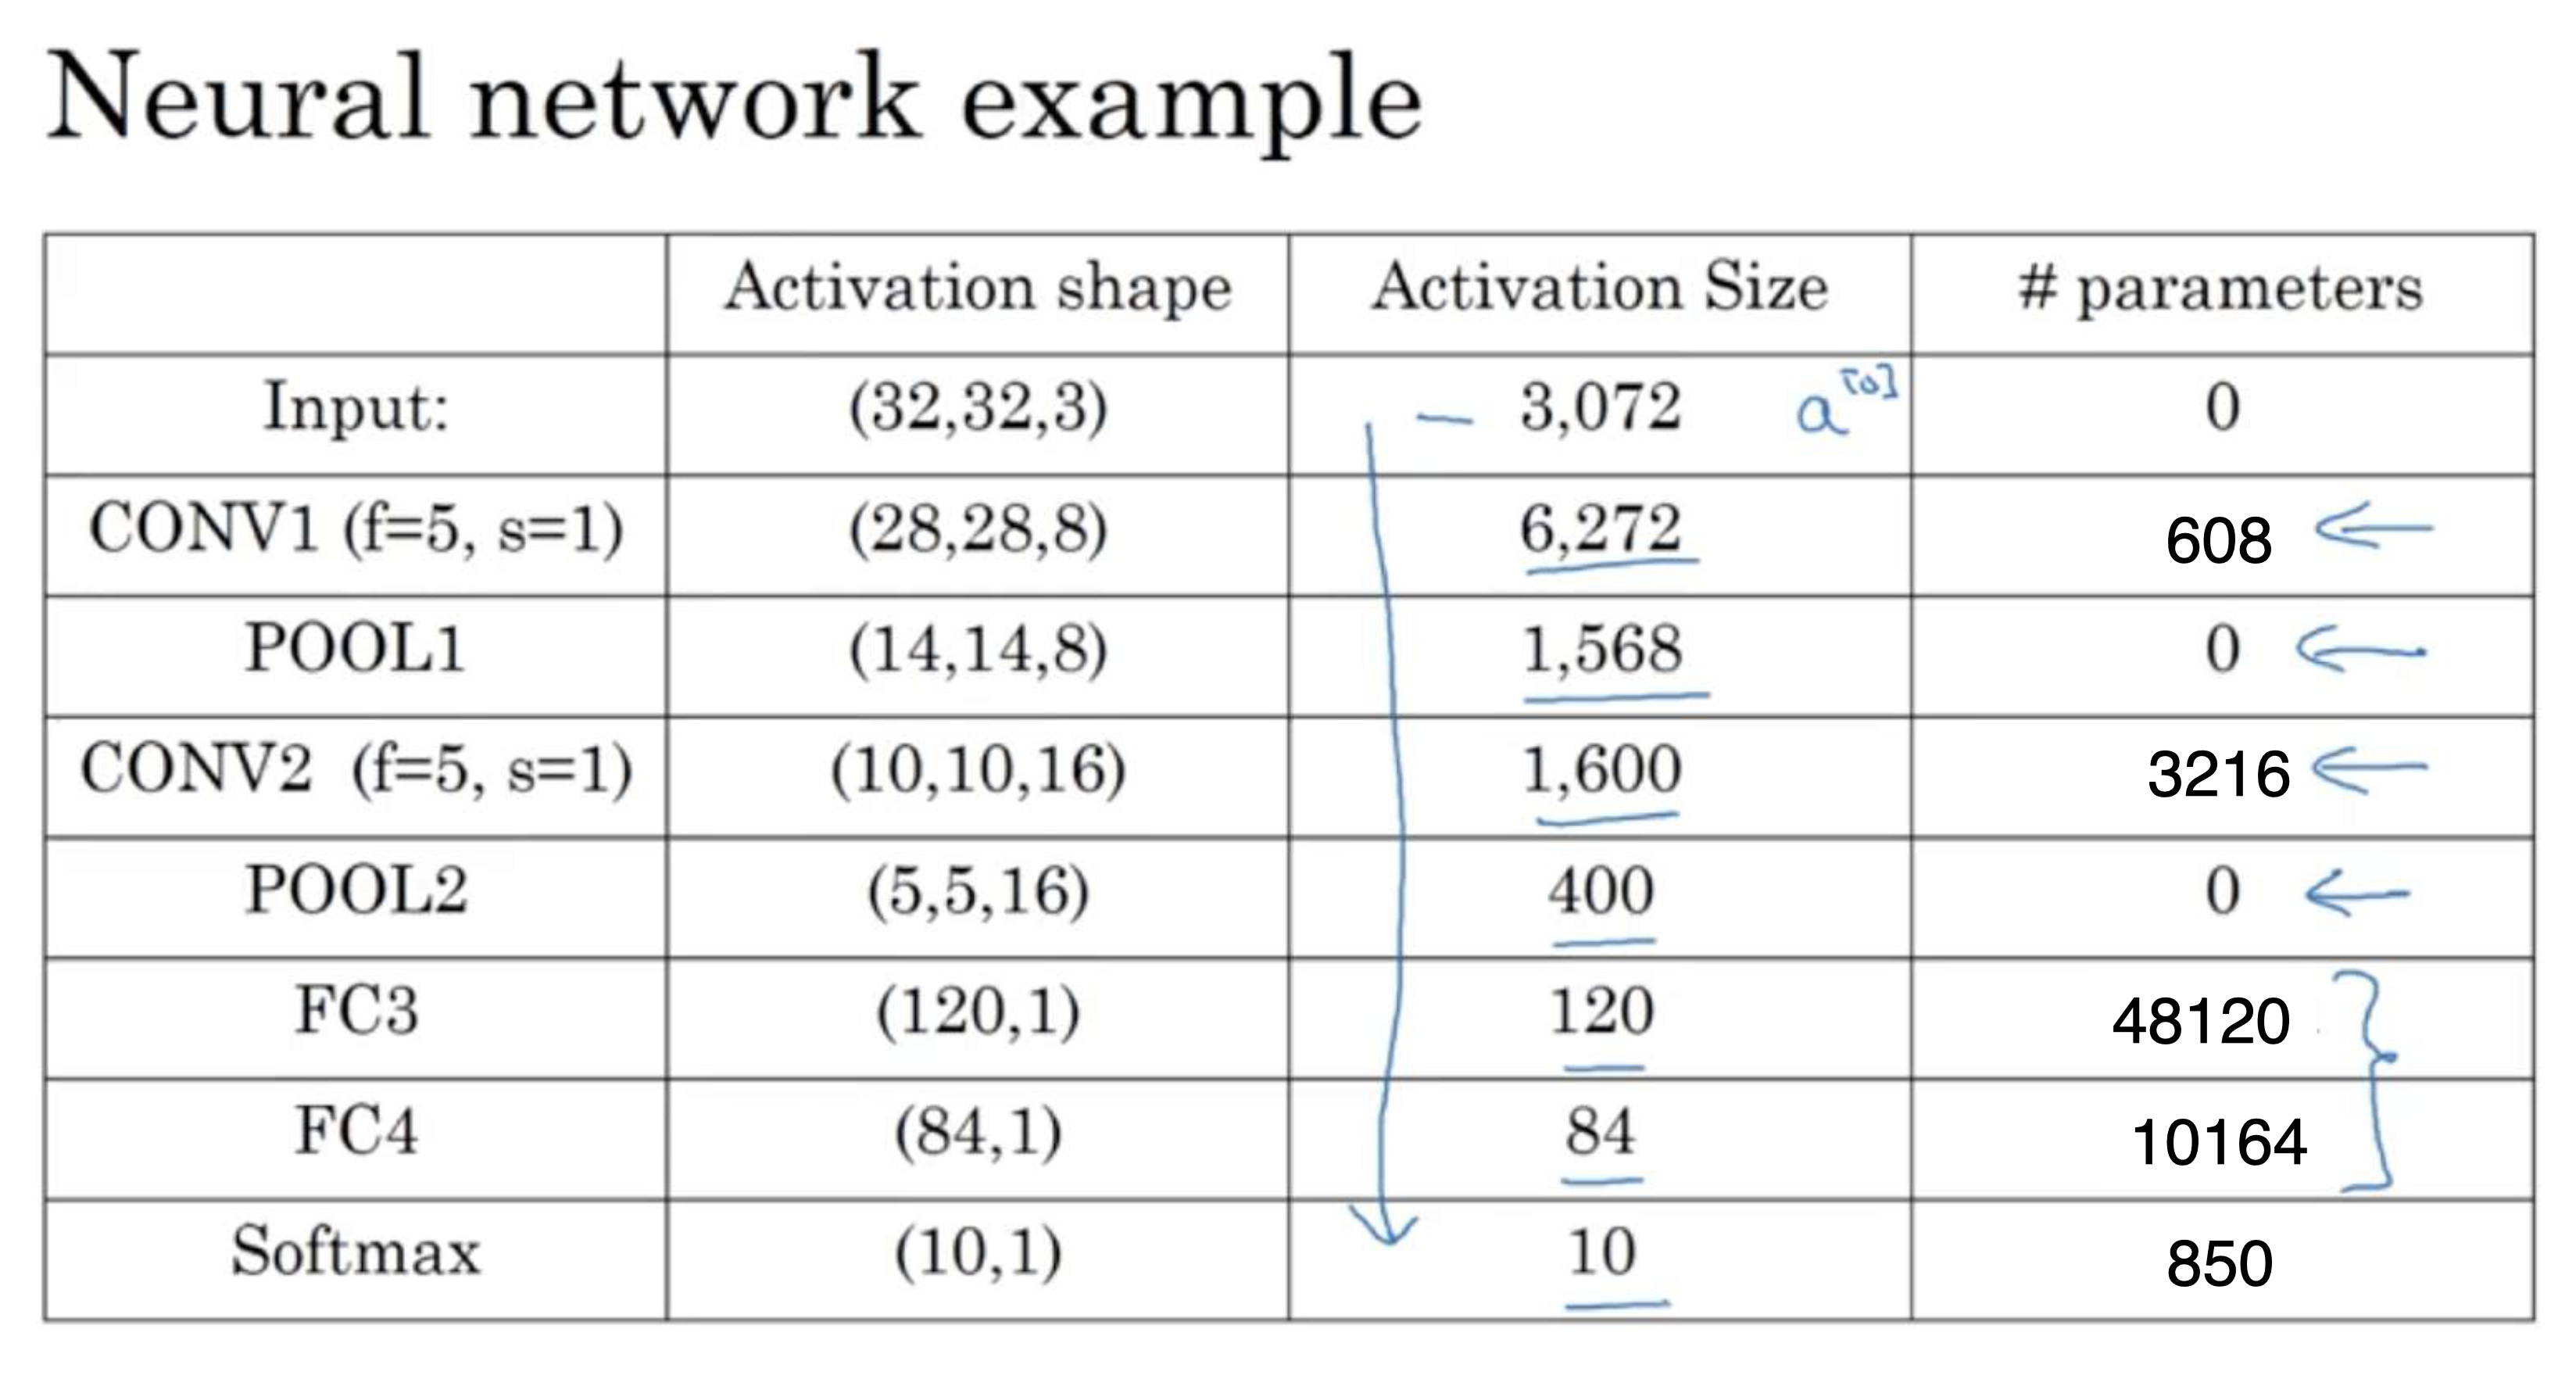 Neural network example
Activation shape Activation Size # parameters
Input: (32,32,3) 3,072 a[0] 0
CONV1 (f=5, s=1) (28,28,8) 6,272 608
POOL1 (14,14,8) 1,568 0
CONV2 (f=5, s=1) (10,10,16) 1,600 3216
POOL2 (5,5,16) 400 0
FC3 (120,1) 120 48120
FC4 (84,1) 84 10164
Softmax (10,1) 10 850